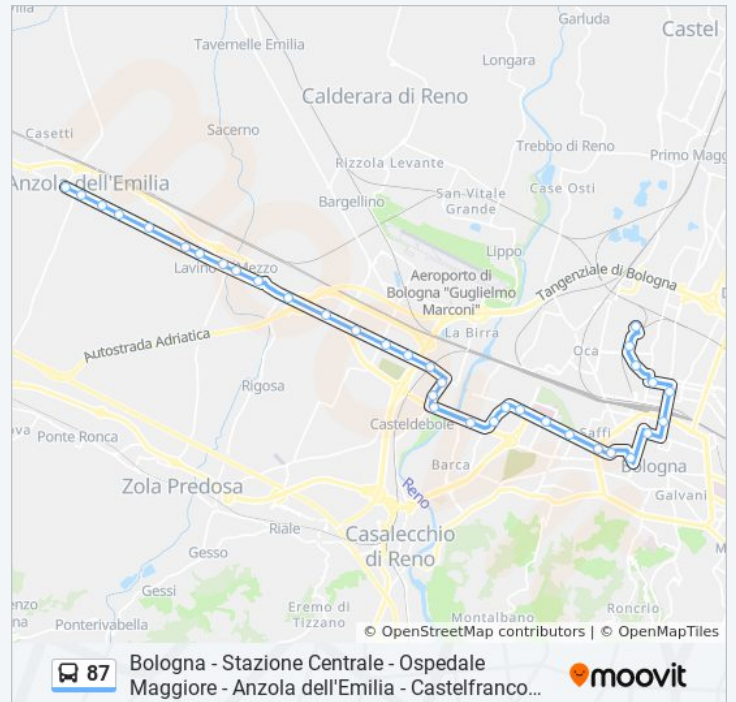 Garluda
Castel
Tavernelle Emilia
Longara
Calderara di Reno
Casetti
Sacerno
Trebbo di Reno
Primo Magg
Rizzola Levante
Anzola dell'Emilia
San-Vitale
Grande
Case Osti
Bargellino
Lippo
Lavino di Mezzo
Aeroporto di
Bologna "Guglielmo
Marconi"
Tangenziale di Bologna
La Birra
Autostrada Adriatica
Oca
Rigosa
Casteldebole
Saffi
Ponte Ronca
Barca
Bologna
Zola Predosa
Reno
Galvani
Riale
Casalecchio
di Reno
Gesso
Gessi
Eremo di
Tizzano
Roncrio
Ponterivabella
Montalbano
© OpenStreetMap contributors | © OpenMapTiles
87
Bologna - Stazione Centrale - Ospedale
Maggiore - Anzola dell'Emilia - Castelfranco...
moovit